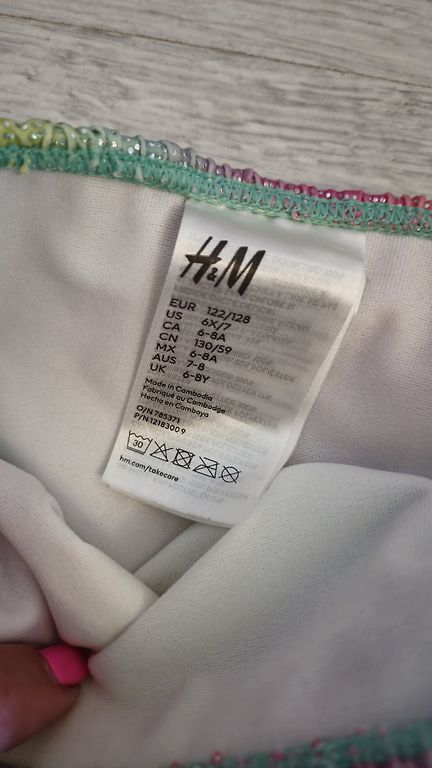 H&M
EUR 122/128
US 6X/7
CA 6-8A
CN 130/59
MX 6-8A
AUS 7-8
UK 6-8Y
Made in Cambodia
Fabriqué au Cambodge
Hecho en Camboya
O/N 785371
P/N 12183009
30
hm.com/takecare